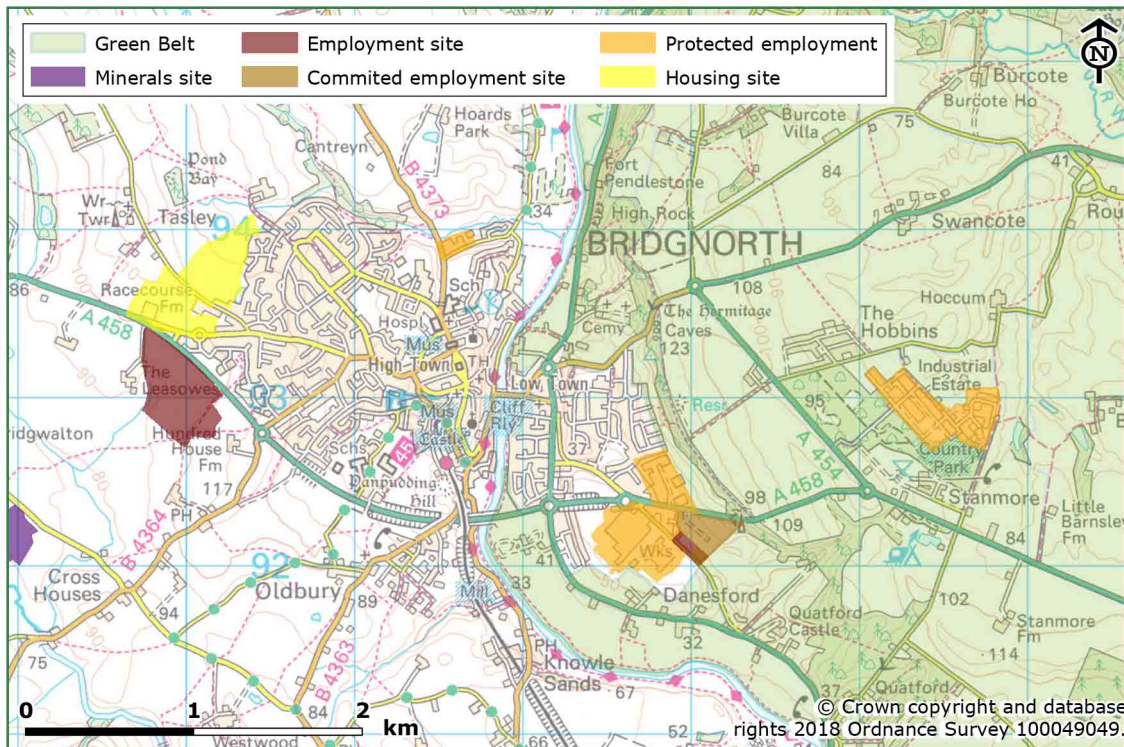 Green Belt
Employment site
Protected employment
Minerals site
Commited employment site
Housing site
N
Burcote
Burcote Ho
Hoards
Park
Burcote
Villa
75
Cantreyn
B 4373
Fort
Pendlestone
84
41
Pond
Bay
Wr
Twr
Tasley
94
34
High Rock
Swancote
Rou
BRIDGNORTH
86
Racecourse
Fm
A 458
Sch
Hospl
Mus
High Town
TH
Cemy
The Hermitage
Caves
123
108
Hoccum
The
Hobbins
Industrial
Estate
The
Leasowes
93
Low Town
Cliff
Rly
Mus
Castle
Resr
95
Country
Park
ridgwalton
Hundred
House
Fm
Schs
45
Panpudding
Hill
37
A 454
A 458
98
Stanmore
117
PH
B 4364
109
Little
Barnsley
Fm
84
Wks
92
Cross
Houses
Oldbury
89
41
33
Mill
Danesford
102
94
Quatford
Castle
Stanmore
Fm
75
B 4363
PH
Knowle
Sands
32
114
67
37
Quatford
0
1
2
km
84
Westwood
66
52
© Crown copyright and database
rights 2018 Ordnance Survey 100049049.